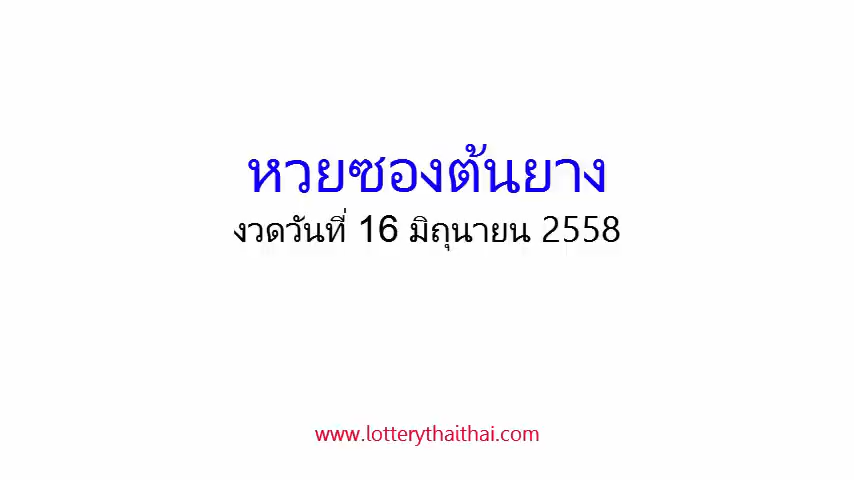 หวยซองต้นยาง
งวดวันที่ 16 มิถุนายน 2558
www.lotterythaithai.com